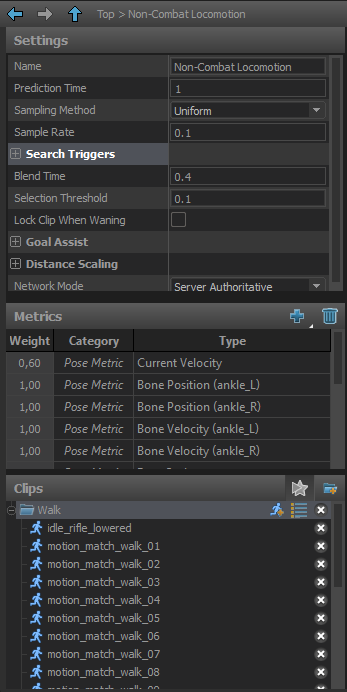 Top > Non-Combat Locomotion
Settings
Name Non-Combat Locomotion
Prediction Time 1
Sampling Method Uniform
Sample Rate 0.1
Search Triggers
Blend Time 0.4
Selection Threshold 0.1
Lock Clip When Waning
Goal Assist
Distance Scaling
Network Mode Server Authoritative
Metrics
Weight Category Type
0,60 Pose Metric Current Velocity
1,00 Pose Metric Bone Position (ankle_L)
1,00 Pose Metric Bone Position (ankle_R)
1,00 Pose Metric Bone Velocity (ankle_L)
1,00 Pose Metric Bone Velocity (ankle_R)
Clips
Walk
idle_rifle_lowered
motion_match_walk_01
motion_match_walk_02
motion_match_walk_03
motion_match_walk_04
motion_match_walk_05
motion_match_walk_06
motion_match_walk_07
motion_match_walk_08